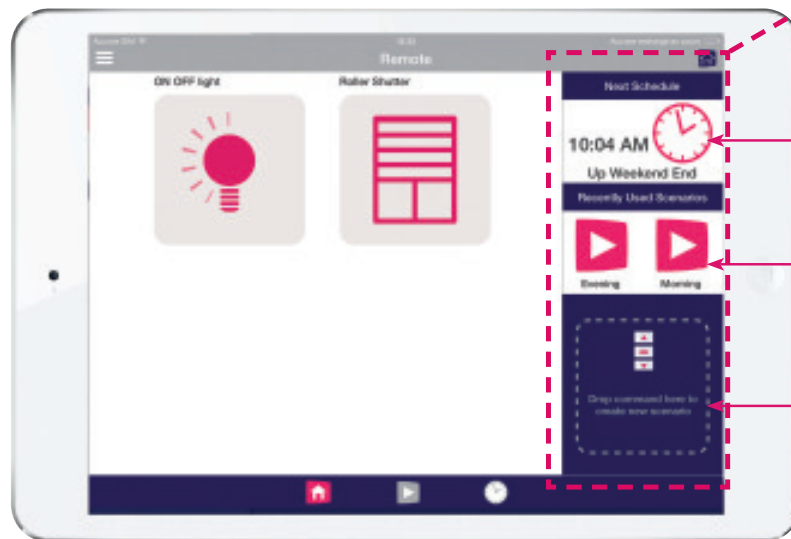 Remote
ON OFF light
Roller Shutter
Next Schedule
10:04 AM
Up Weekend End
Recently Used Scenarios
Evening
Morning
Drop command here to
create new scenario